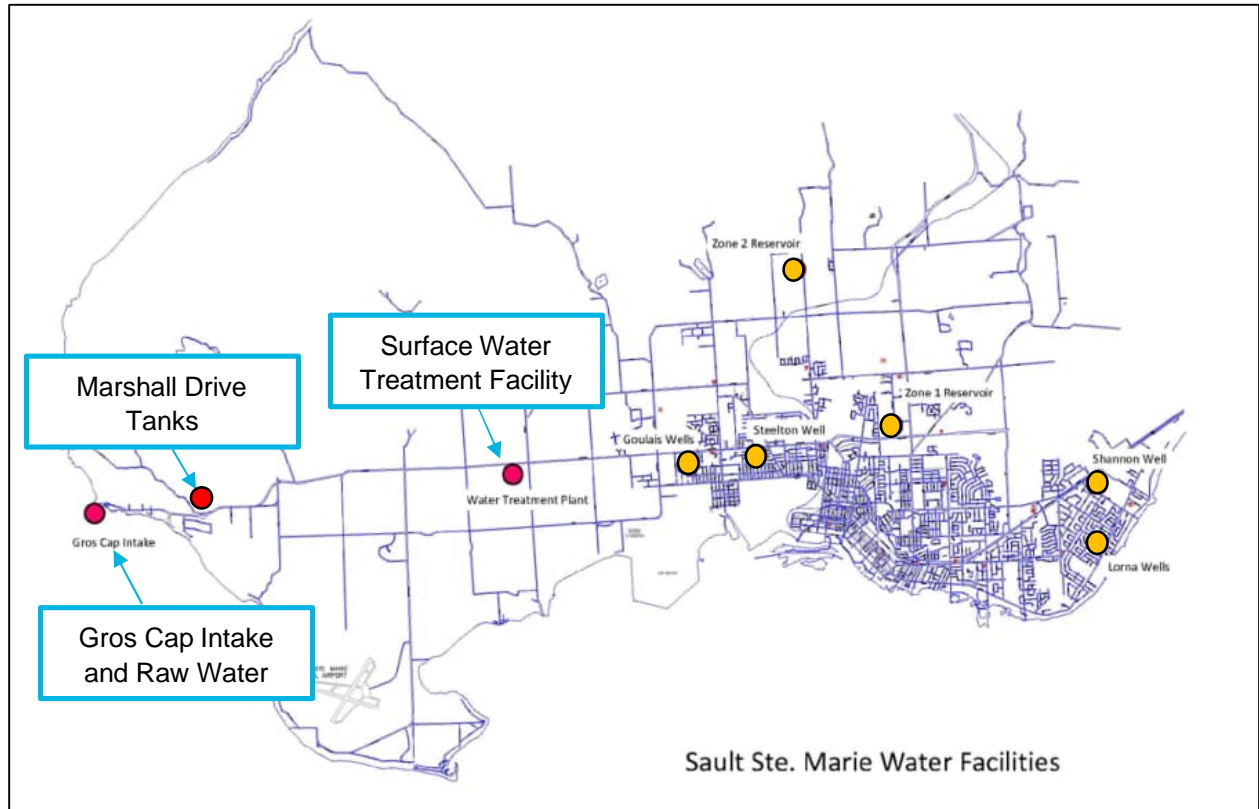 Zone 2 Reservoir
Surface Water
Treatment Facility
Marshall Drive
Tanks
Zone 1 Reservoir
Steelton Well
Goulais Wells
Shannon Well
Water Treatment Plant
Gros Cap Intake
Lorna Wells
Gros Cap Intake
and Raw Water
AIRPORT
Sault Ste. Marie Water Facilities